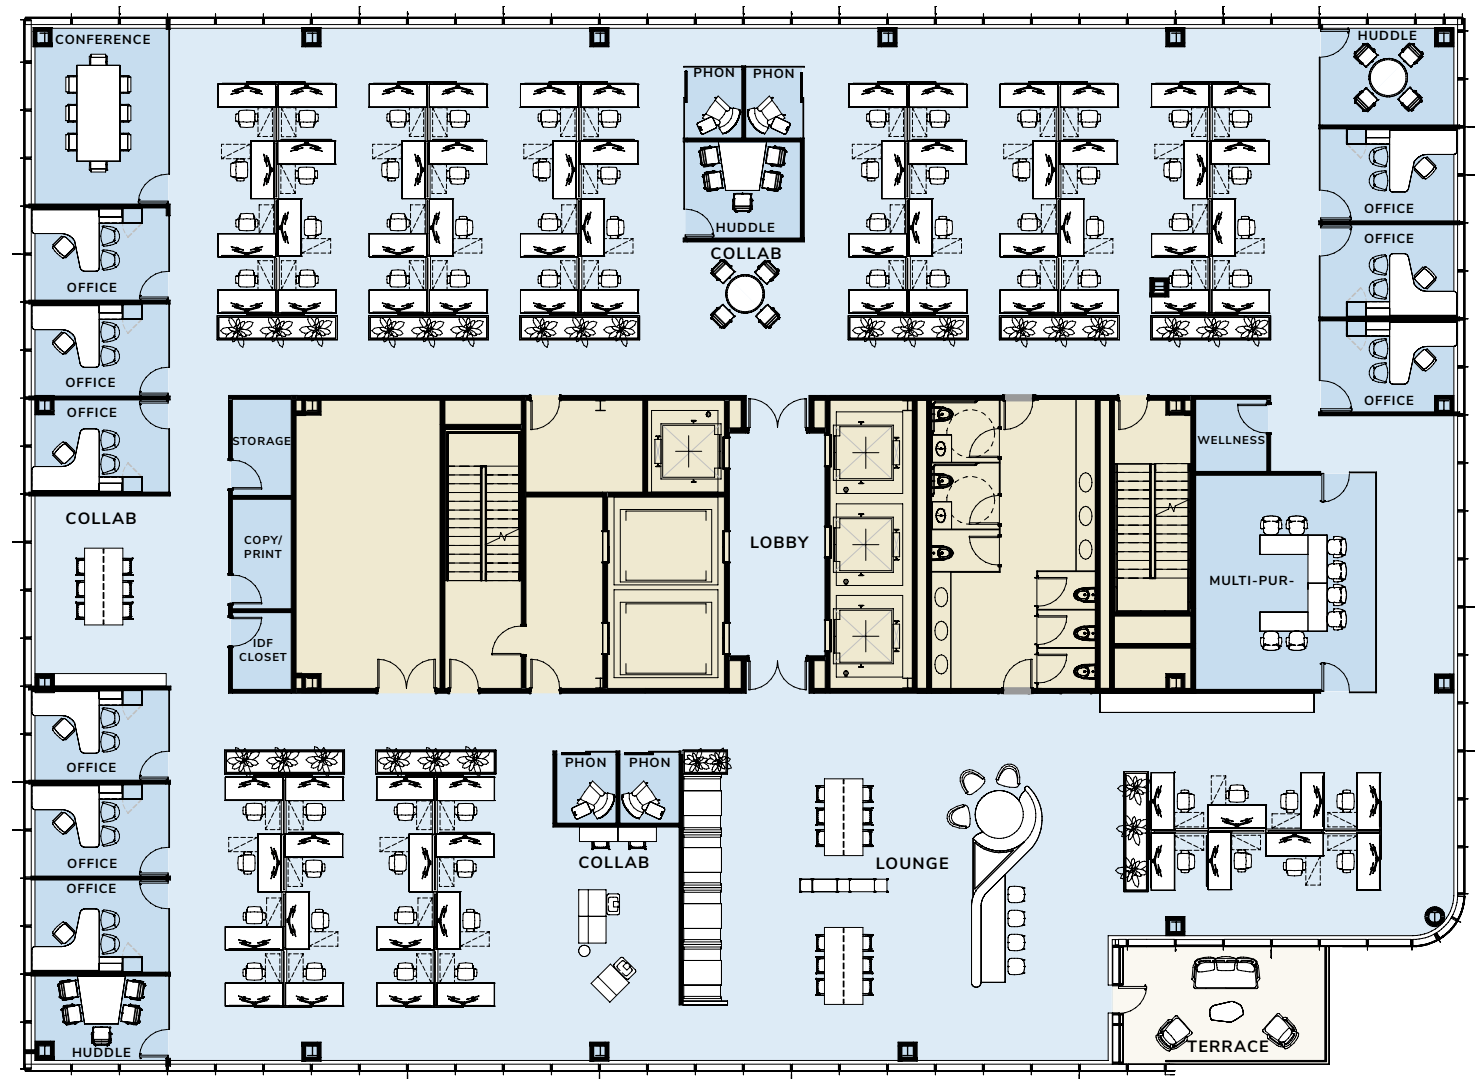 CONFERENCE
HUDDLE
PHON
PHON
HUDDLE
COLLAB
OFFICE
OFFICE
OFFICE
OFFICE
OFFICE
OFFICE
STORAGE
WELLNESS
COLLAB
COPY/
PRINT
LOBBY
MULTI-PUR-
IDF
CLOSET
OFFICE
PHON
PHON
OFFICE
COLLAB
LOUNGE
OFFICE
HUDDLE
TERRACE